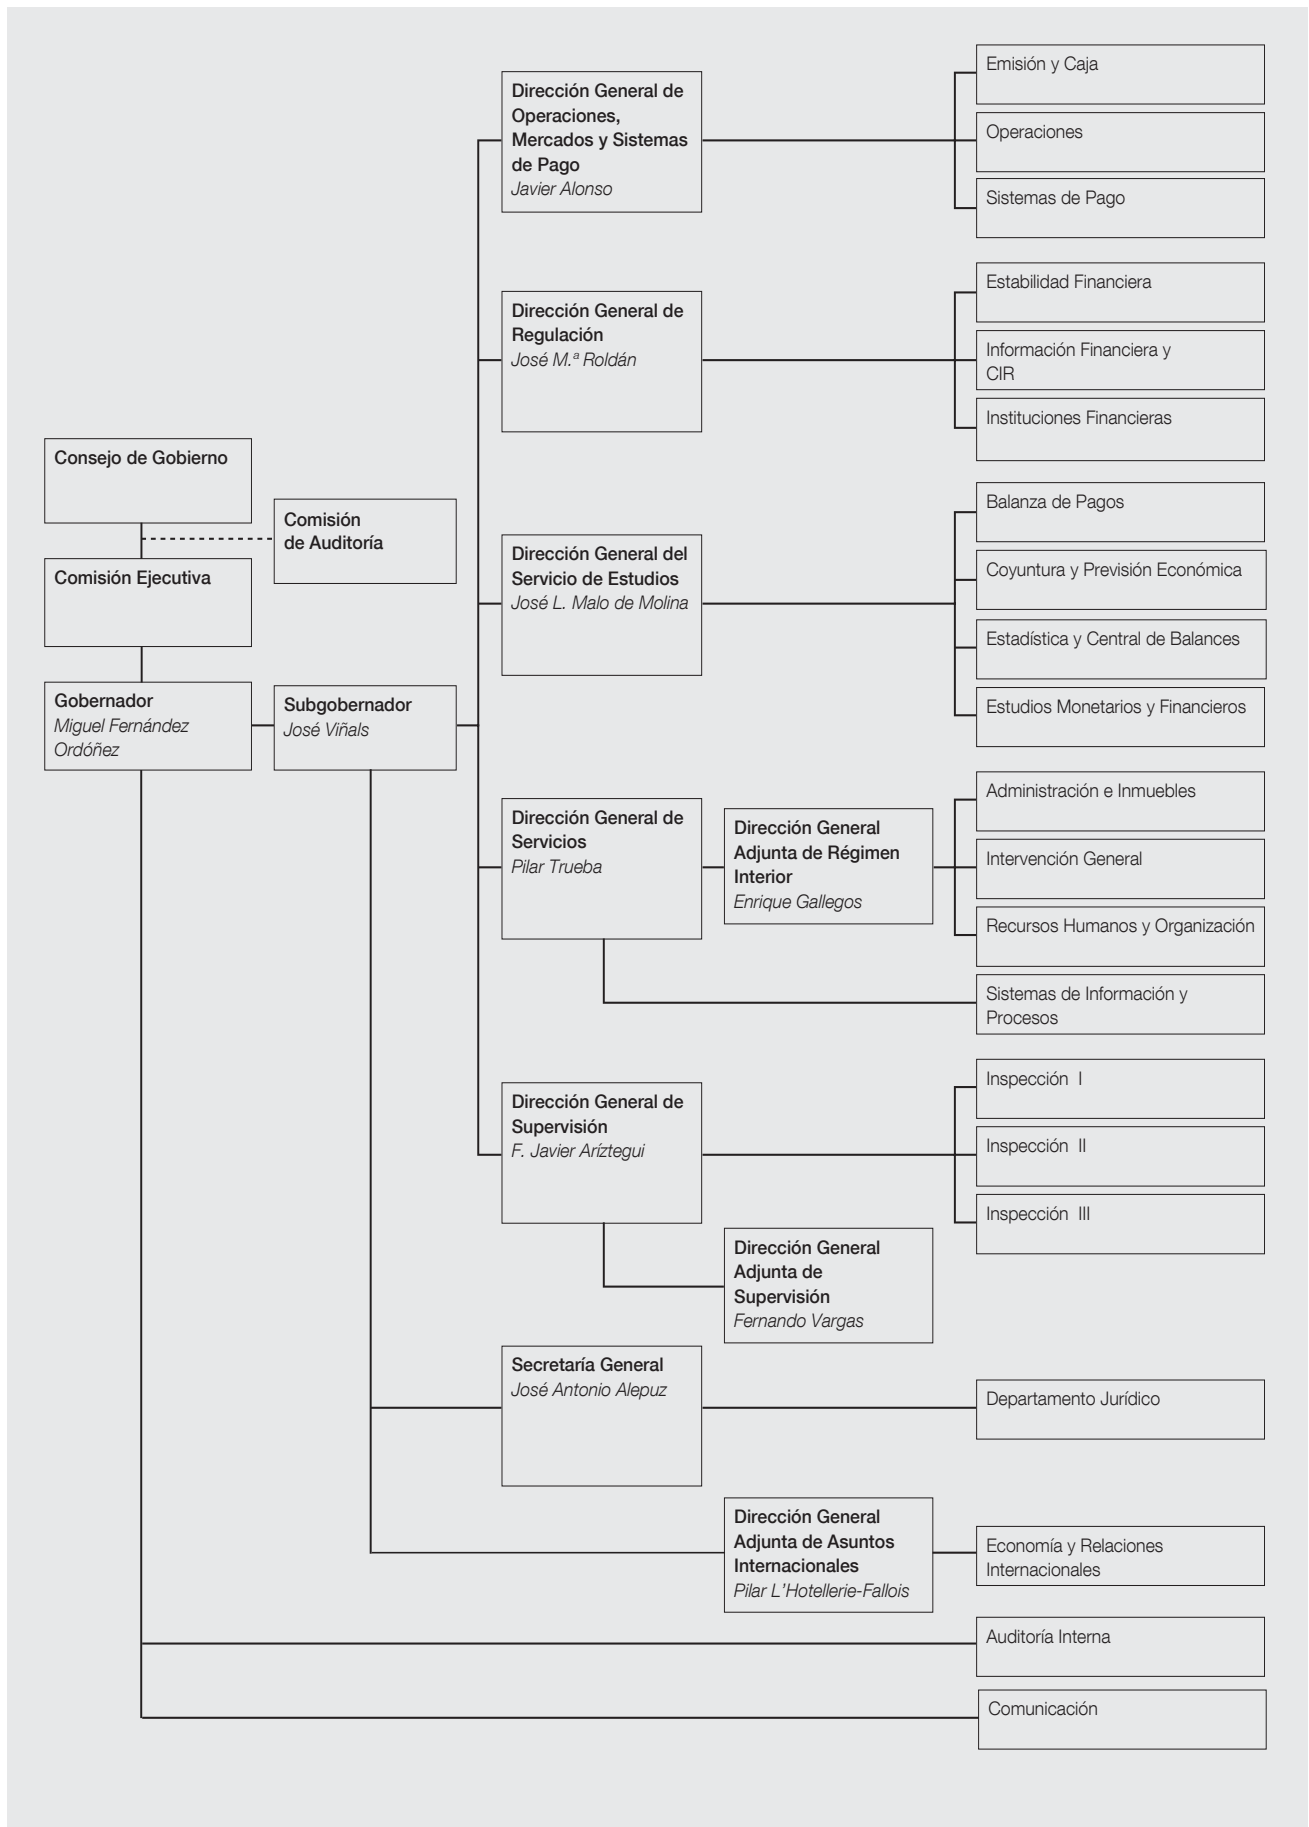 Consejo de Gobierno
Comisión
de Auditoría
Comisión Ejecutiva
Gobernador
Miguel Fernández
Ordóñez
Subgobernador
José Viñals
Dirección General de
Operaciones,
Mercados y Sistemas
de Pago
Javier Alonso
Emisión y Caja
Operaciones
Sistemas de Pago
Dirección General de
Regulación
José M.ª Roldán
Estabilidad Financiera
Información Financiera y
CIR
Instituciones Financieras
Dirección General del
Servicio de Estudios
José L. Malo de Molina
Balanza de Pagos
Coyuntura y Previsión Económica
Estadística y Central de Balances
Estudios Monetarios y Financieros
Dirección General de
Servicios
Pilar Trueba
Dirección General
Adjunta de Régimen
Interior
Enrique Gallegos
Administración e Inmuebles
Intervención General
Recursos Humanos y Organización
Sistemas de Información y
Procesos
Dirección General de
Supervisión
F. Javier Aríztegui
Inspección I
Inspección II
Inspección III
Dirección General
Adjunta de
Supervisión
Fernando Vargas
Secretaría General
José Antonio Alepuz
Departamento Jurídico
Dirección General
Adjunta de Asuntos
Internacionales
Pilar L'Hotellerie-Fallois
Economía y Relaciones
Internacionales
Auditoría Interna
Comunicación